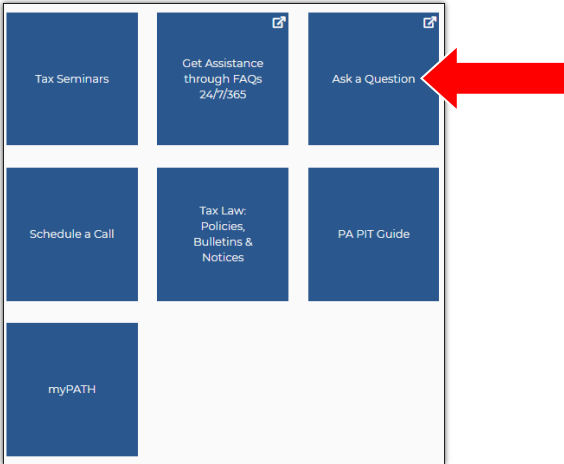 Tax Seminars
Get Assistance
through FAQs
24/7/365
Ask a Question
Schedule a Call
Tax Law:
Policies,
Bulletins &
Notices
PA PIT Guide
myPATH